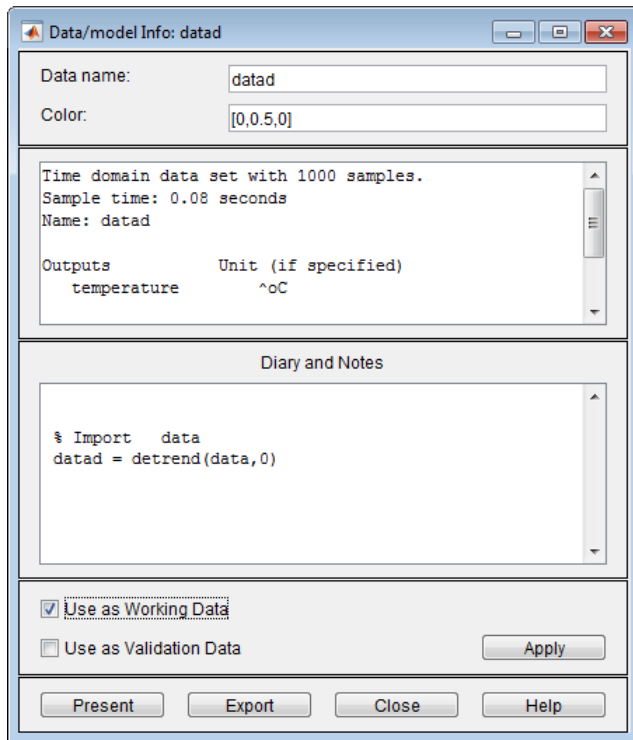 Data/model Info: datad
Data name:
datad
Color:
[0,0.5,0]
Time domain data set with 1000 samples.
Sample time: 0.08 seconds
Name: datad
Outputs Unit (if specified)
temperature ^oC
Diary and Notes
% Import data
datad = detrend(data,0)
Use as Working Data
Use as Validation Data
Apply
Present Export Close Help